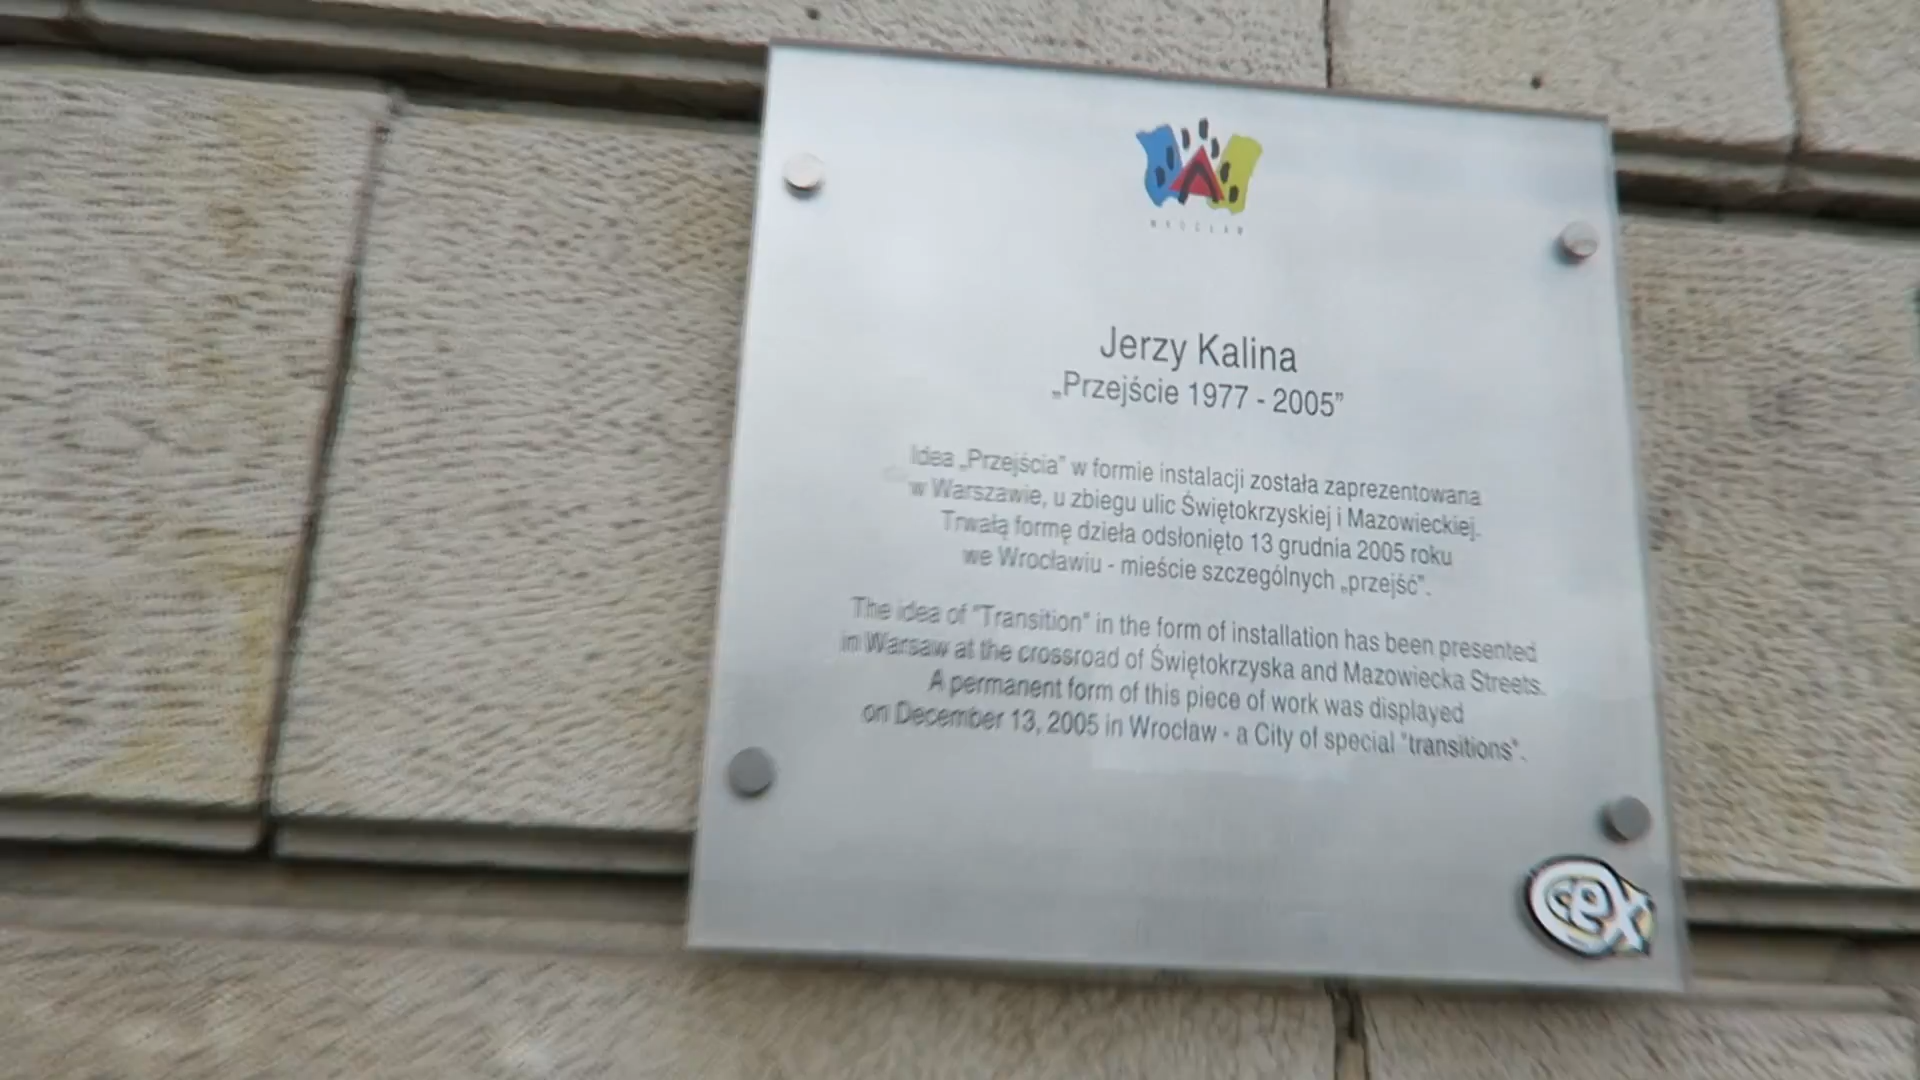 WROCŁAW
Jerzy Kalina
„Przejście 1977 - 2005”
Idea „Przejścia” w formie instalacji została zaprezentowana
w Warszawie, u zbiegu ulic Świętokrzyskiej i Mazowieckiej.
Trwałą formę dzieła odsłonięto 13 grudnia 2005 roku
we Wrocławiu - mieście szczególnych „przejść”.
The idea of "Transition" in the form of installation has been presented
in Warsaw at the crossroad of Świętokrzyska and Mazowiecka Streets.
A permanent form of this piece of work was displayed
on December 13, 2005 in Wrocław - a City of special "transitions".
cex